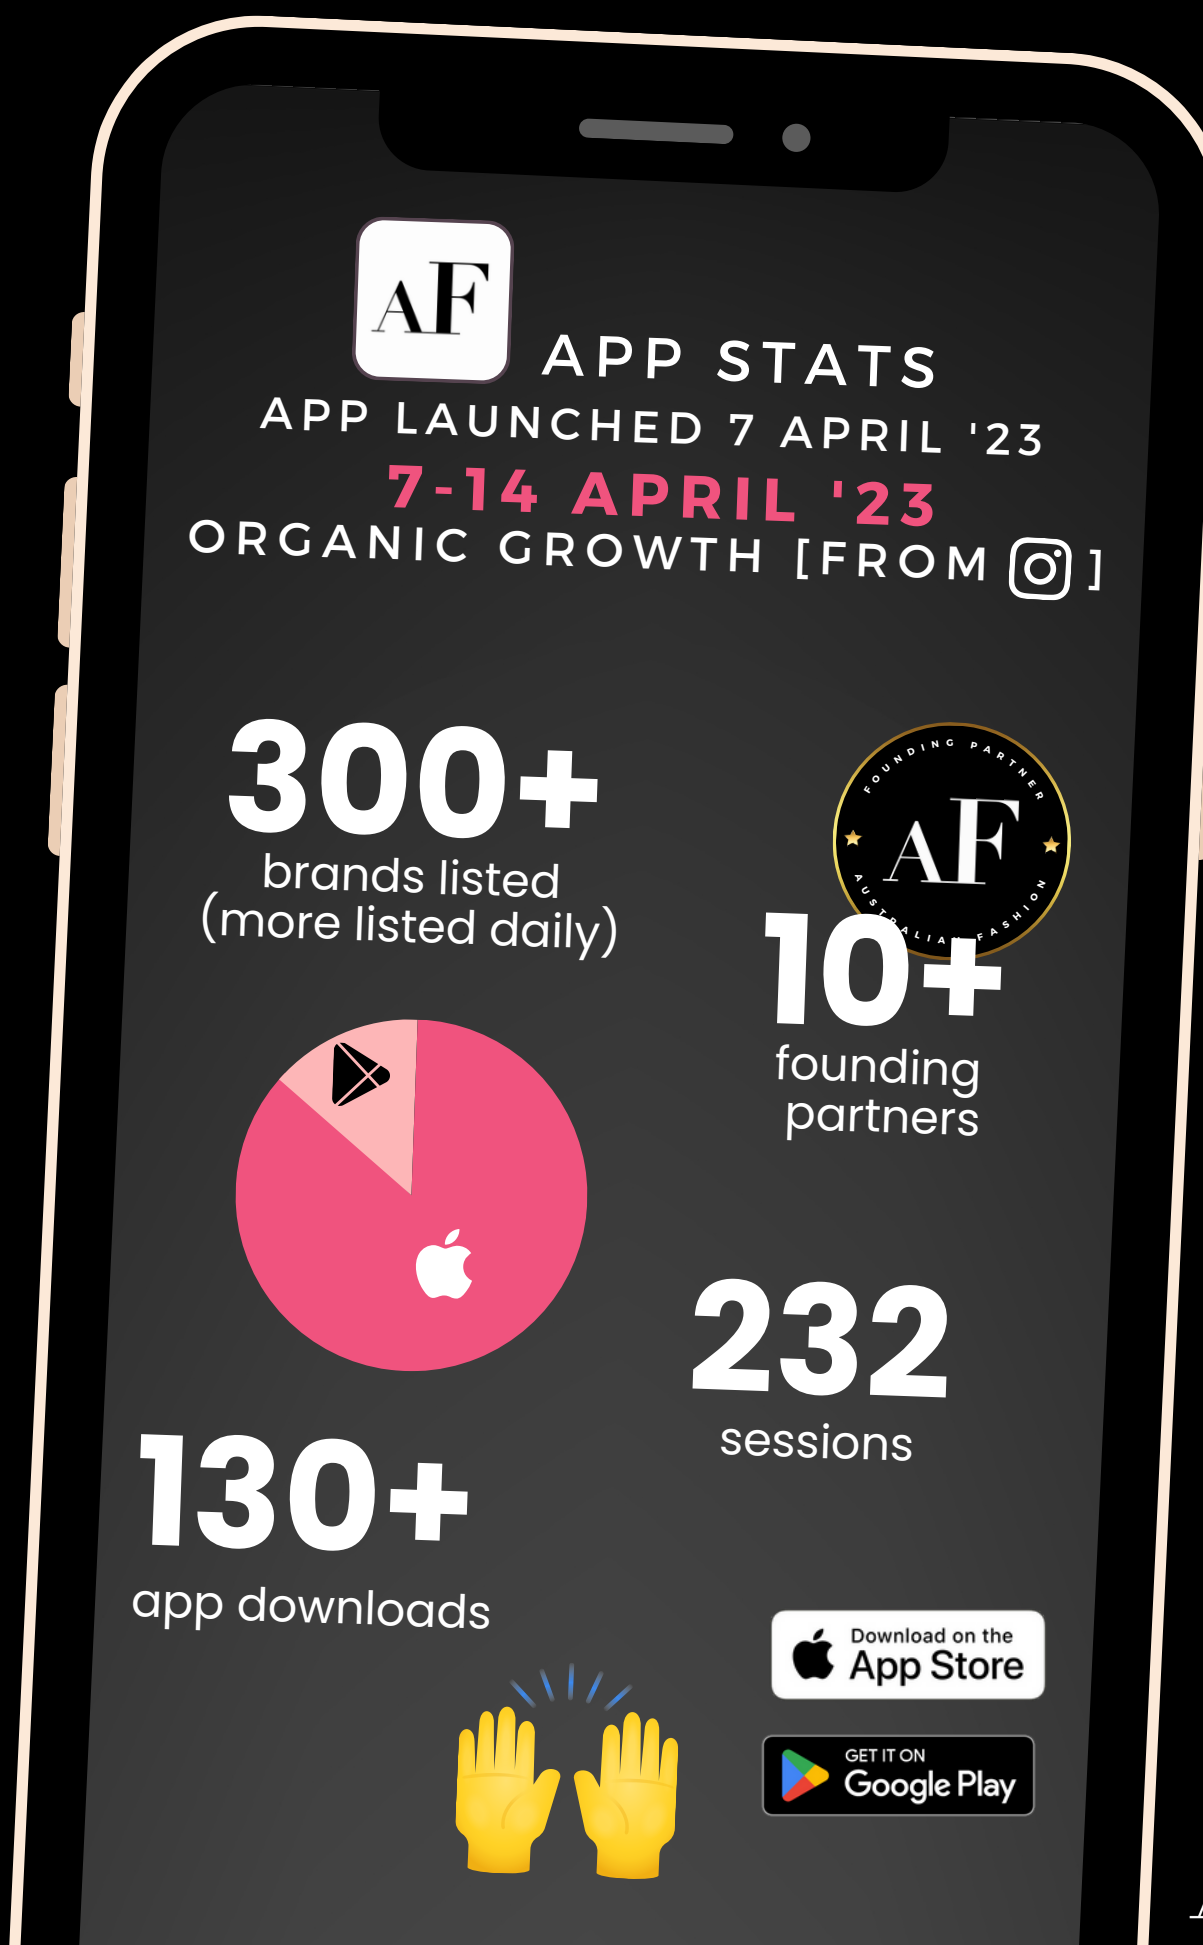 AF
APP STATS
APP LAUNCHED 7 APRIL '23
7-14 APRIL '23
ORGANIC GROWTH [FROM ]
300+
brands listed
(more listed daily)
FOUNDING PARTNER
AF
AUSTRALIAN FASHION
10+
founding
partners
232
sessions
130+
app downloads
Download on the
App Store
GET IT ON
Google Play